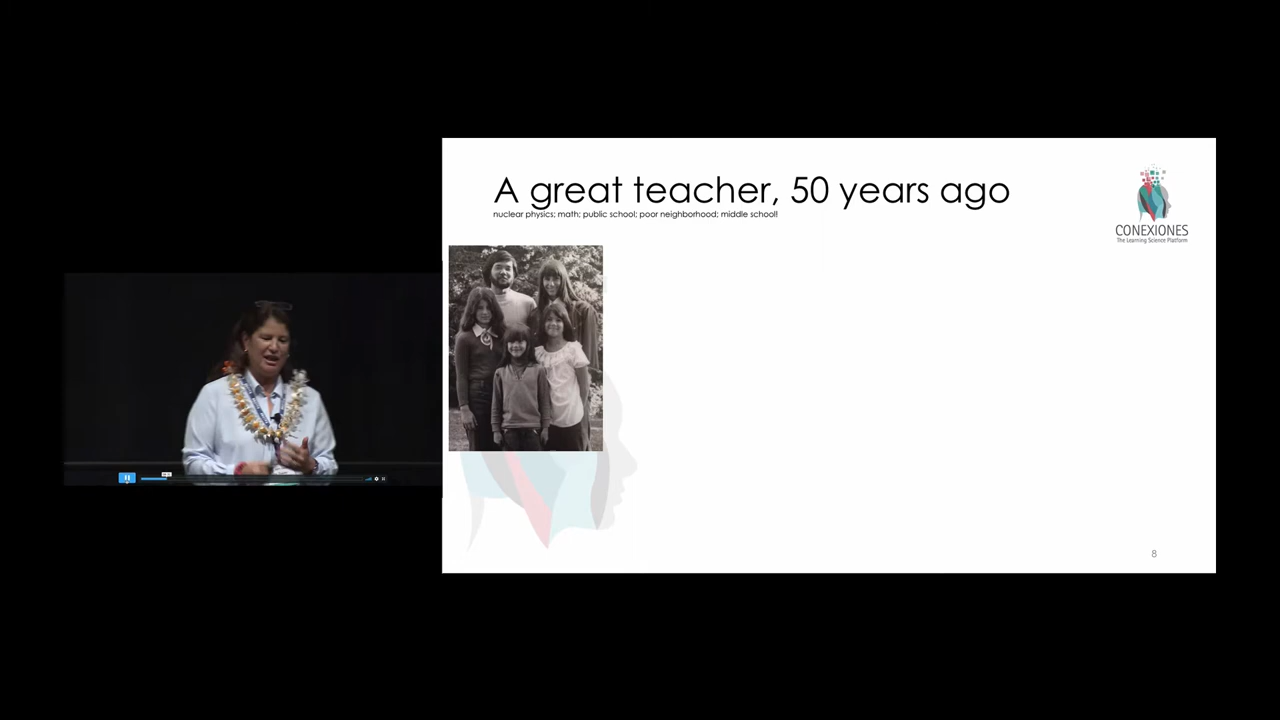 A great teacher, 50 years ago
nuclear physics; math; public school; poor neighborhood; middle school!
CONEXIONES
The Learning Science Platform
8